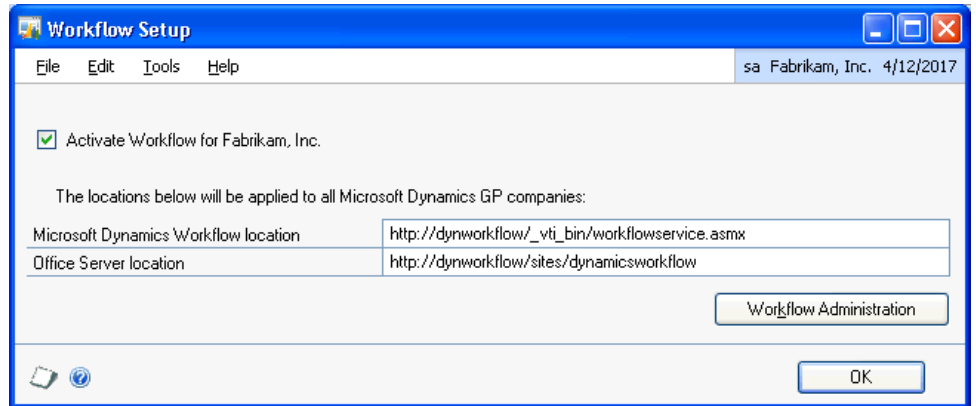 Workflow Setup
File Edit Tools Help sa Fabrikam, Inc. 4/12/2017
Activate Workflow for Fabrikam, Inc.
The locations below will be applied to all Microsoft Dynamics GP companies:
Microsoft Dynamics Workflow location http://dynworkflow/_vti_bin/workflowservice.asmx
Office Server location http://dynworkflow/sites/dynamicsworkflow
Workflow Administration
OK